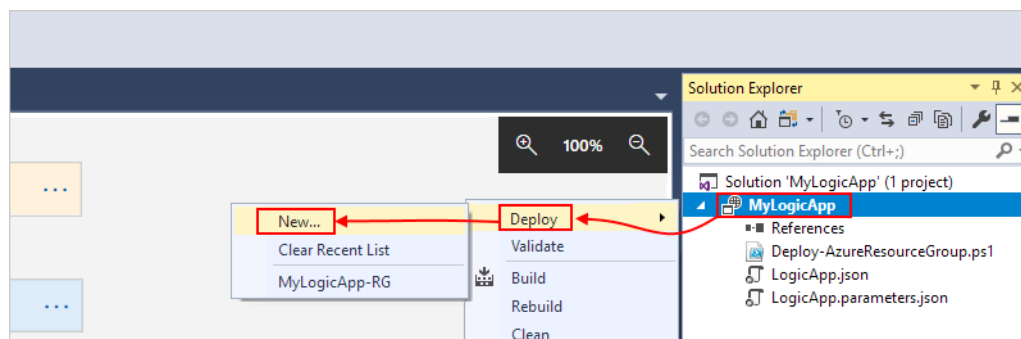 Solution Explorer
100%
Search Solution Explorer (Ctrl+;)
Solution 'MyLogicApp' (1 project)
MyLogicApp
References
Deploy-AzureResourceGroup.ps1
LogicApp.json
LogicApp.parameters.json
Deploy
Validate
Build
Rebuild
Clean
New...
Clear Recent List
MyLogicApp-RG